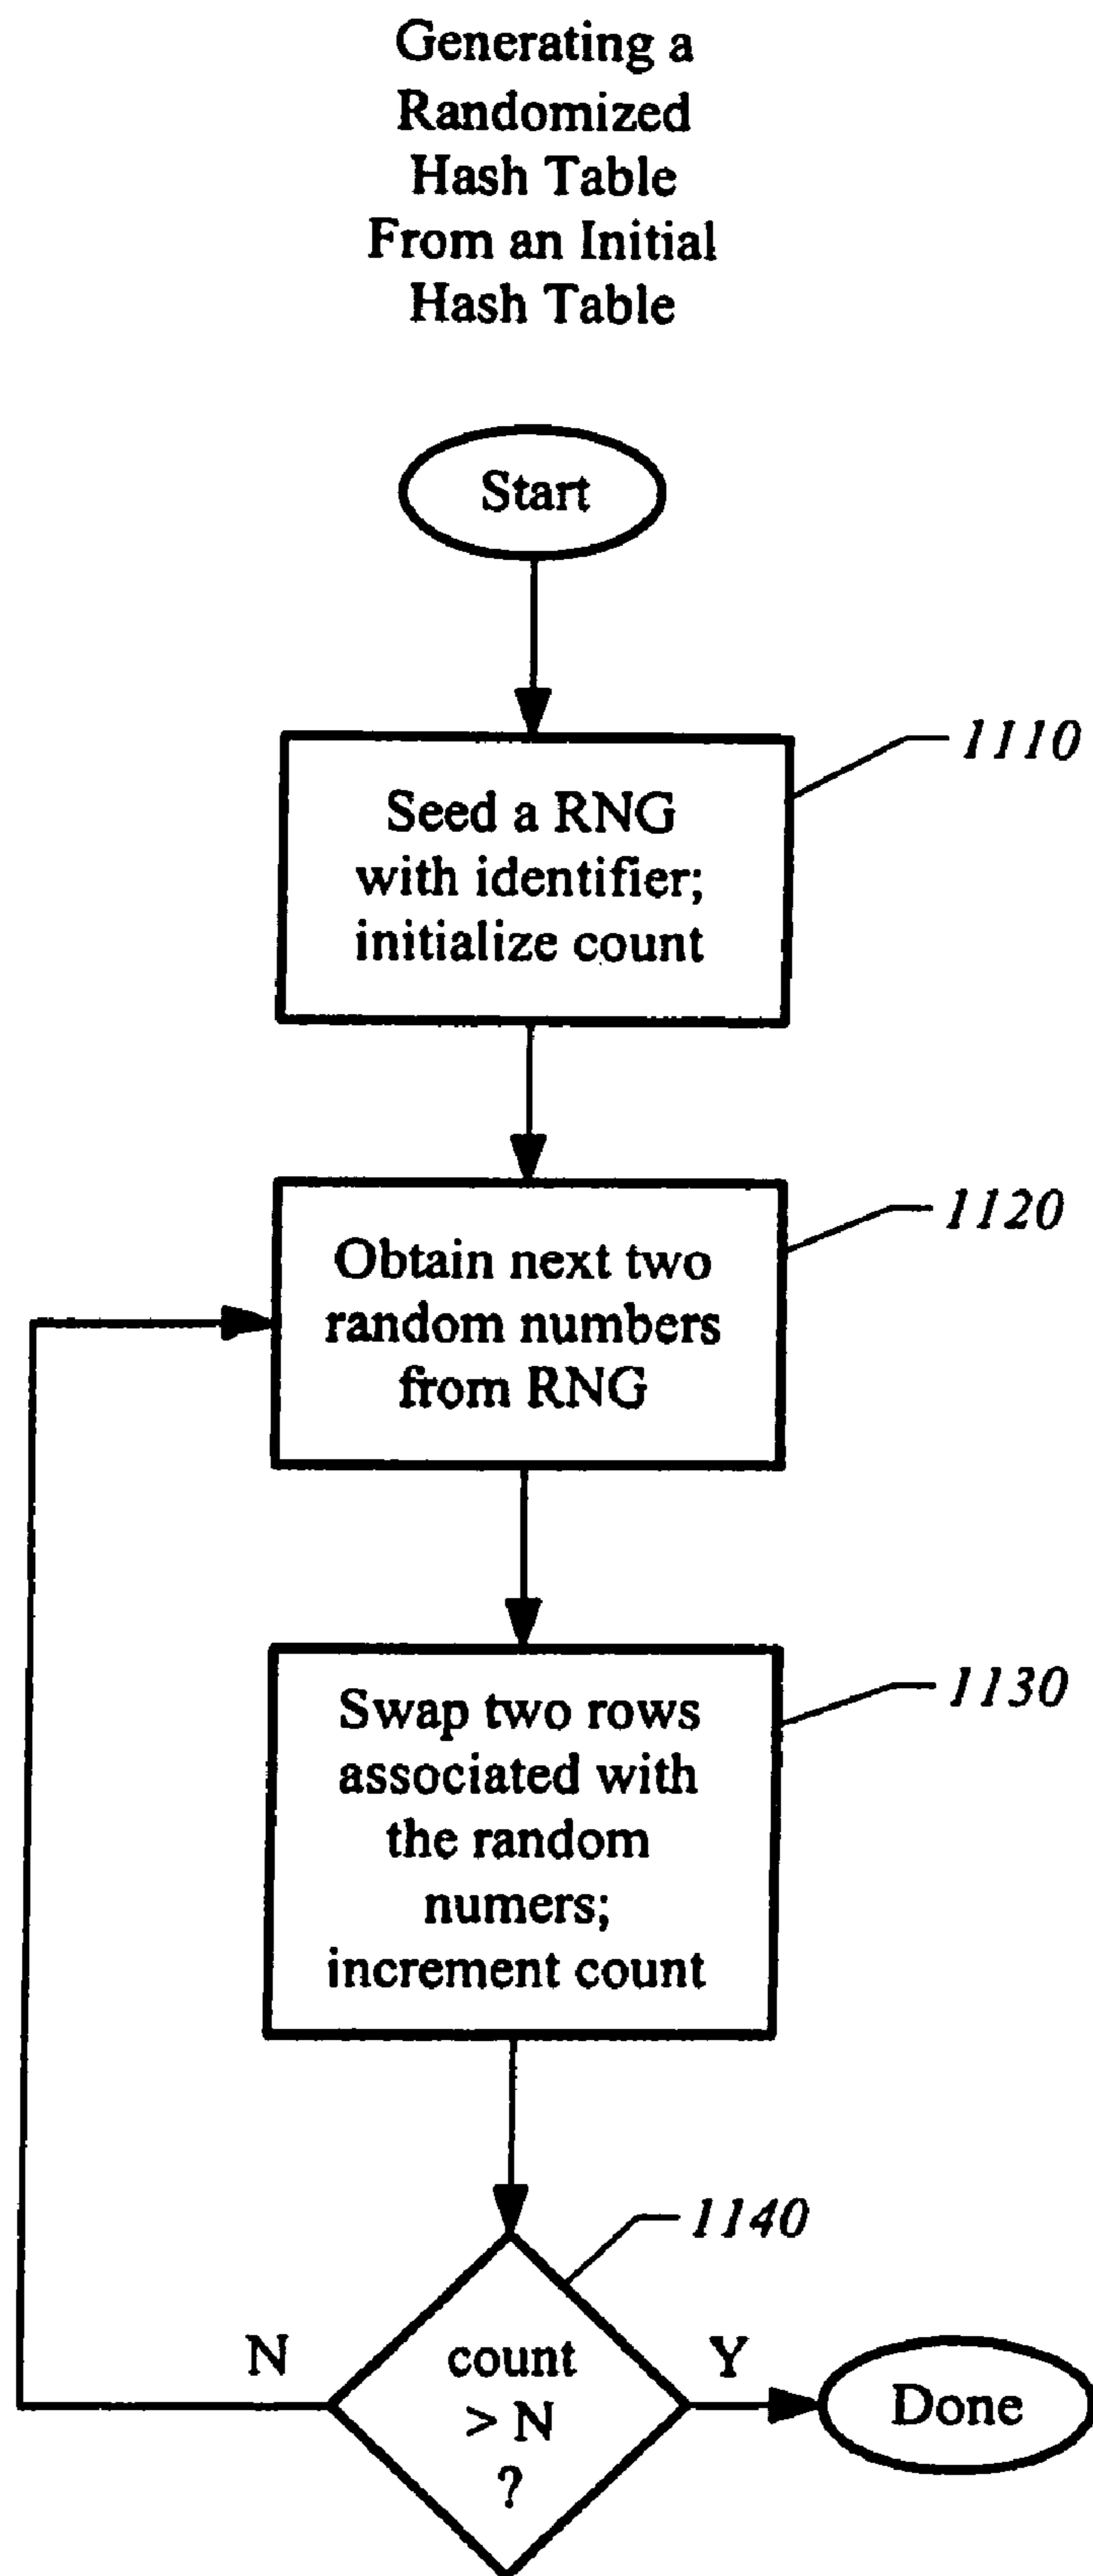 Generating a
Randomized
Hash Table
From an Initial
Hash Table
Start
1110
Seed a RNG
with identifier;
initialize count
1120
Obtain next two
random numbers
from RNG
1130
Swap two rows
associated with
the random
numers;
increment count
1140
N
count
> N
?
Y
Done